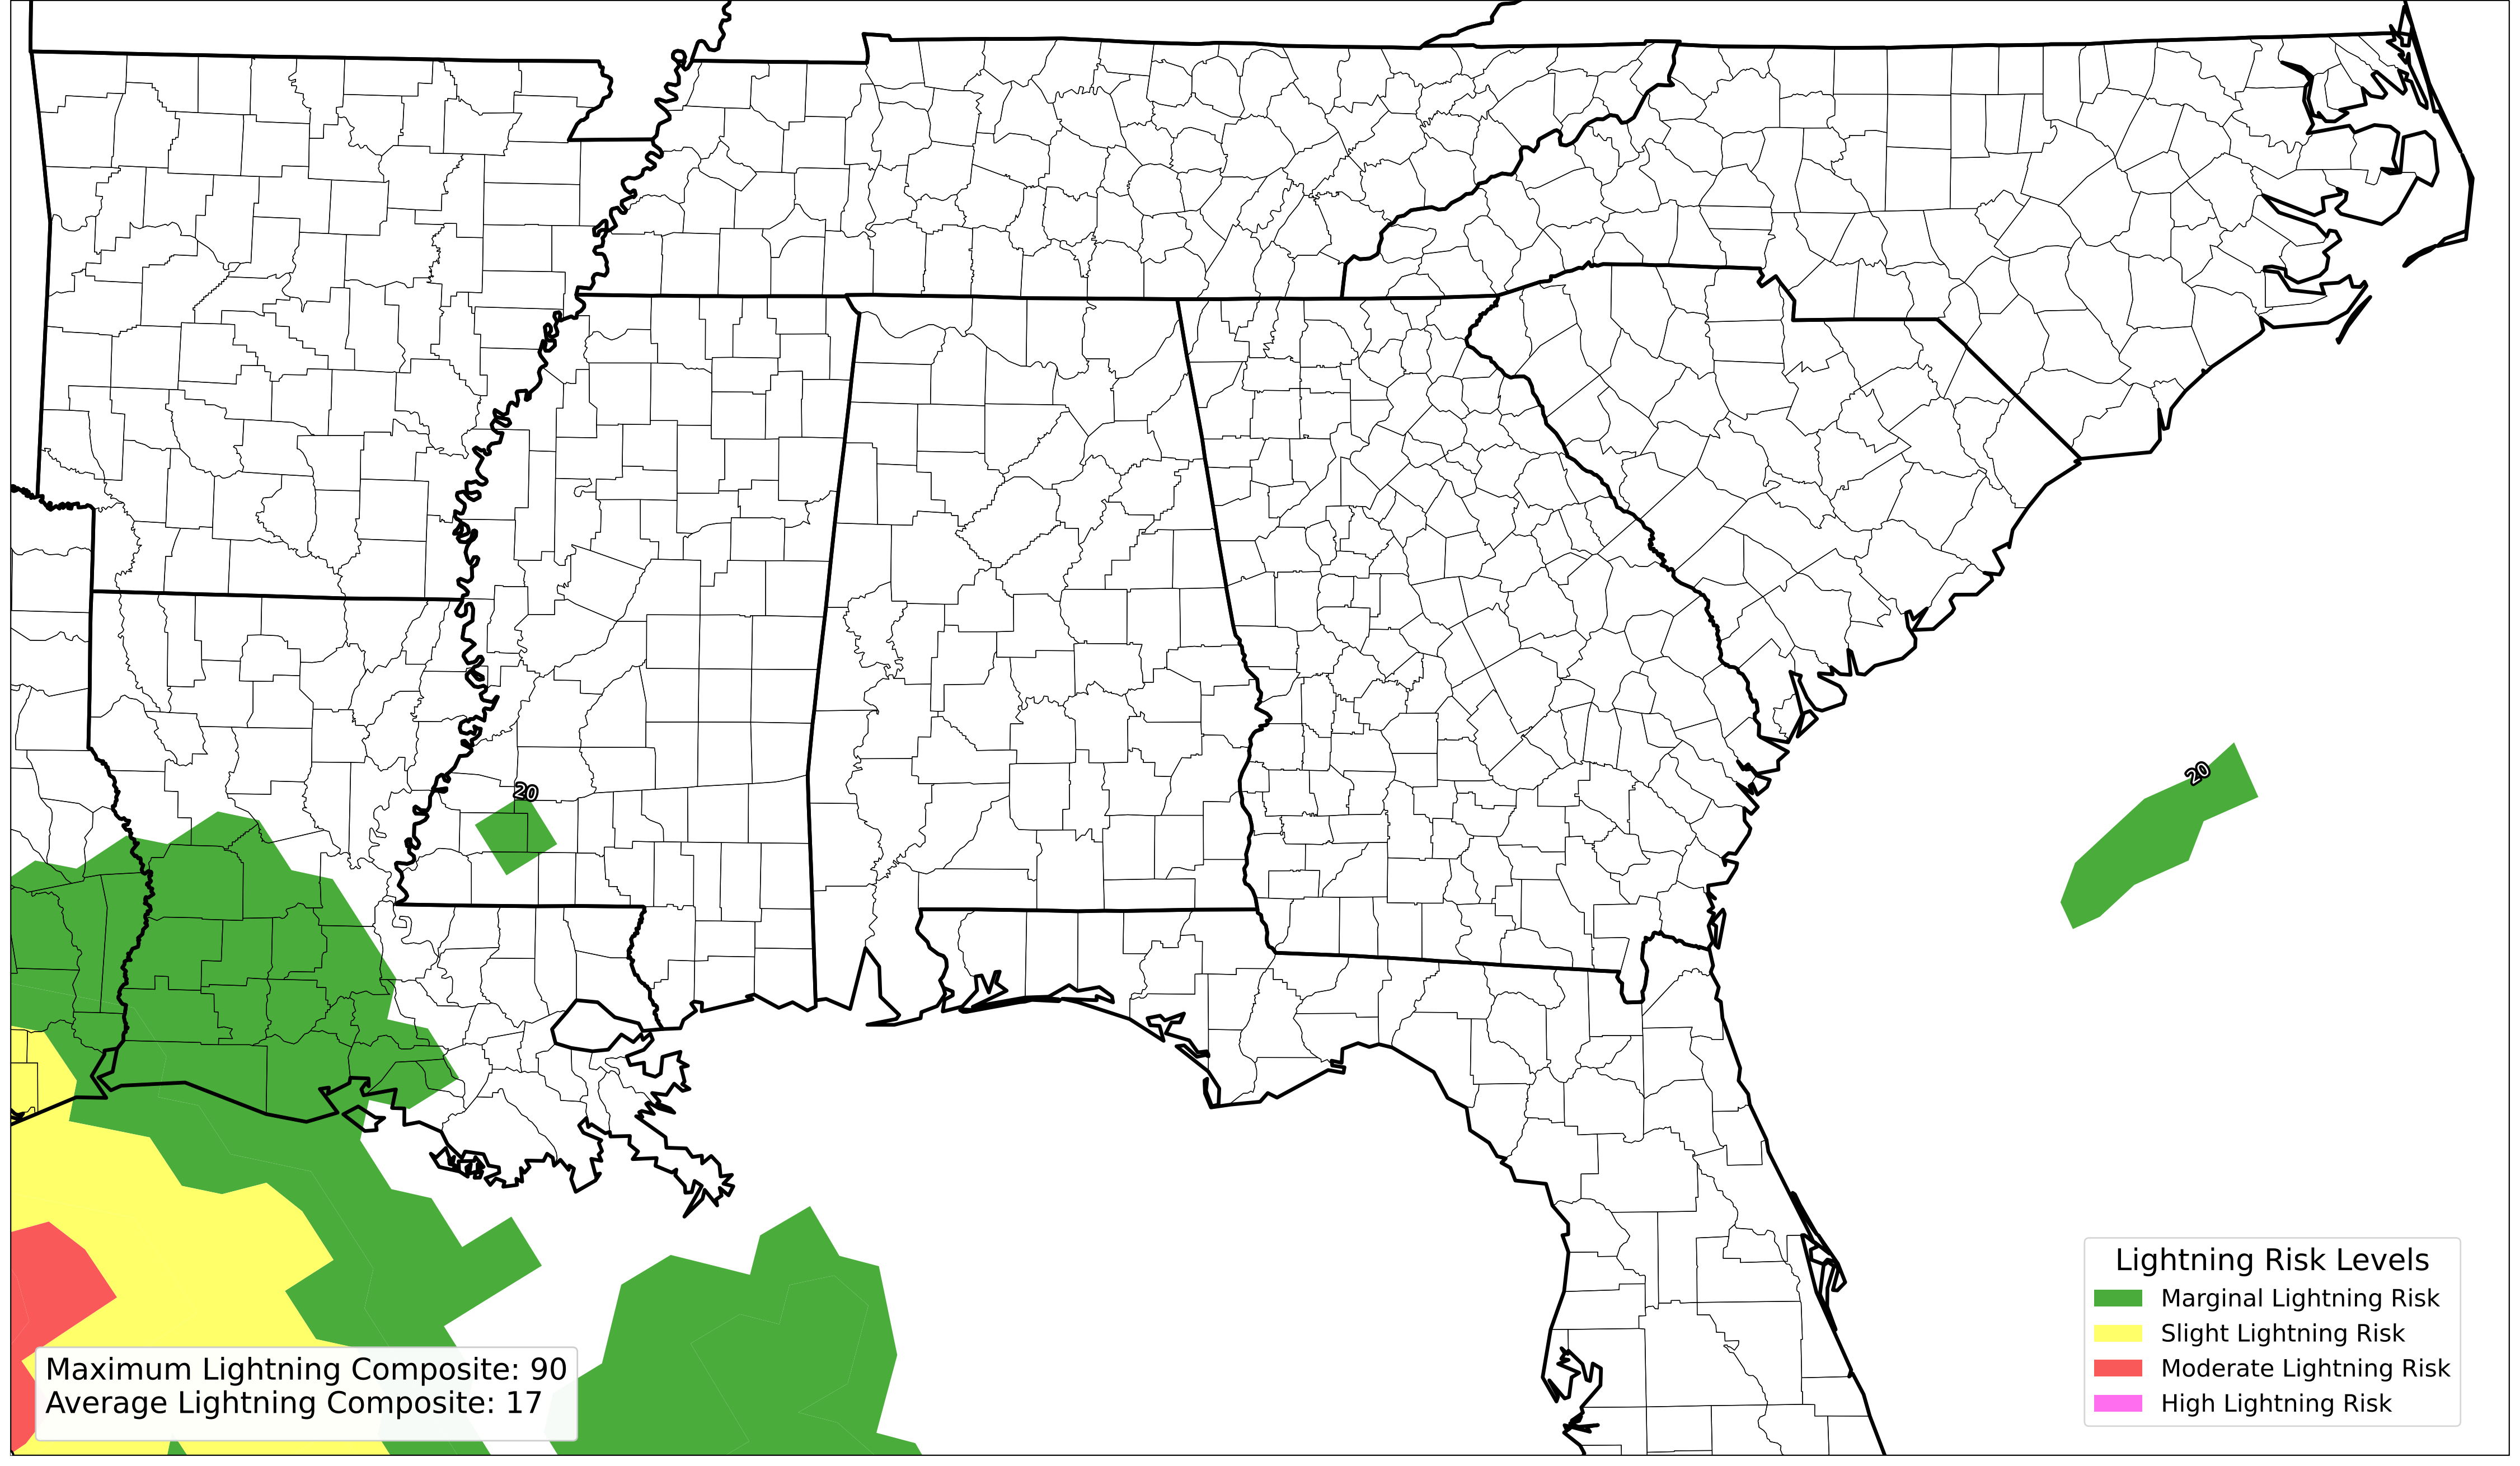 20
20
Maximum Lightning Composite: 90
Average Lightning Composite: 17
Lightning Risk Levels
Marginal Lightning Risk
Slight Lightning Risk
Moderate Lightning Risk
High Lightning Risk